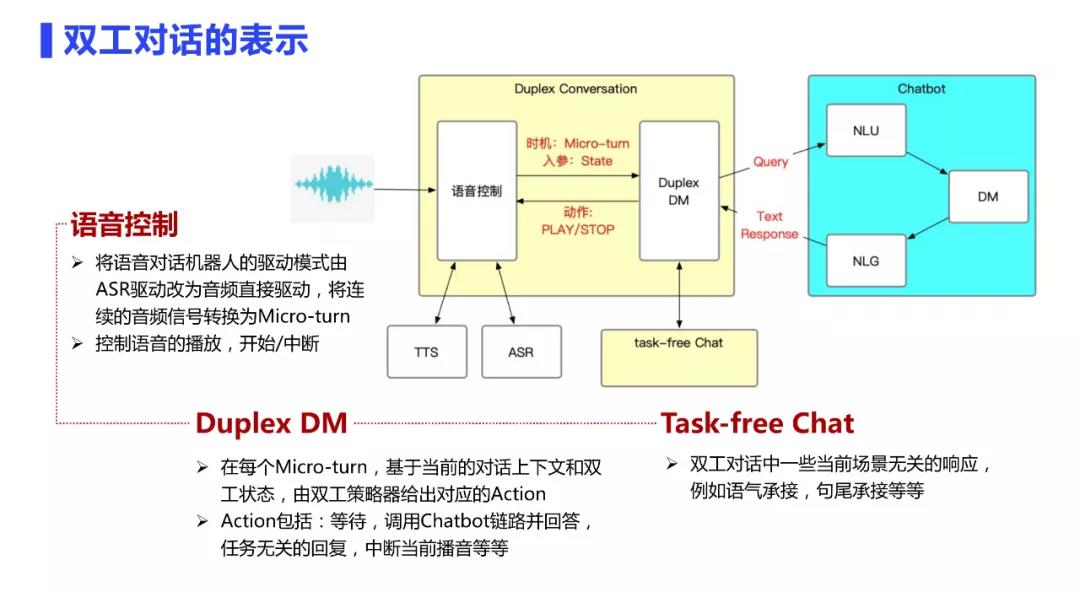 双工对话的表示
Duplex Conversation
Chatbot
语音控制
时机：Micro-turn
入参：State
动作:
PLAY/STOP
Duplex
DM
Query
Text
Response
NLU
DM
NLG
TTS
ASR
task-free Chat
语音控制
➢ 将语音对话机器人的驱动模式由
ASR驱动改为音频直接驱动，将连
续的音频信号转换为Micro-turn
➢ 控制语音的播放，开始/中断
Duplex DM
➢ 在每个Micro-turn，基于当前的对话上下文和双
工状态，由双工策略器给出对应的Action
➢ Action包括：等待，调用Chatbot链路并回答，
任务无关的回复，中断当前播音等等
Task-free Chat
➢ 双工对话中一些当前场景无关的响应，
例如语气承接，句尾承接等等